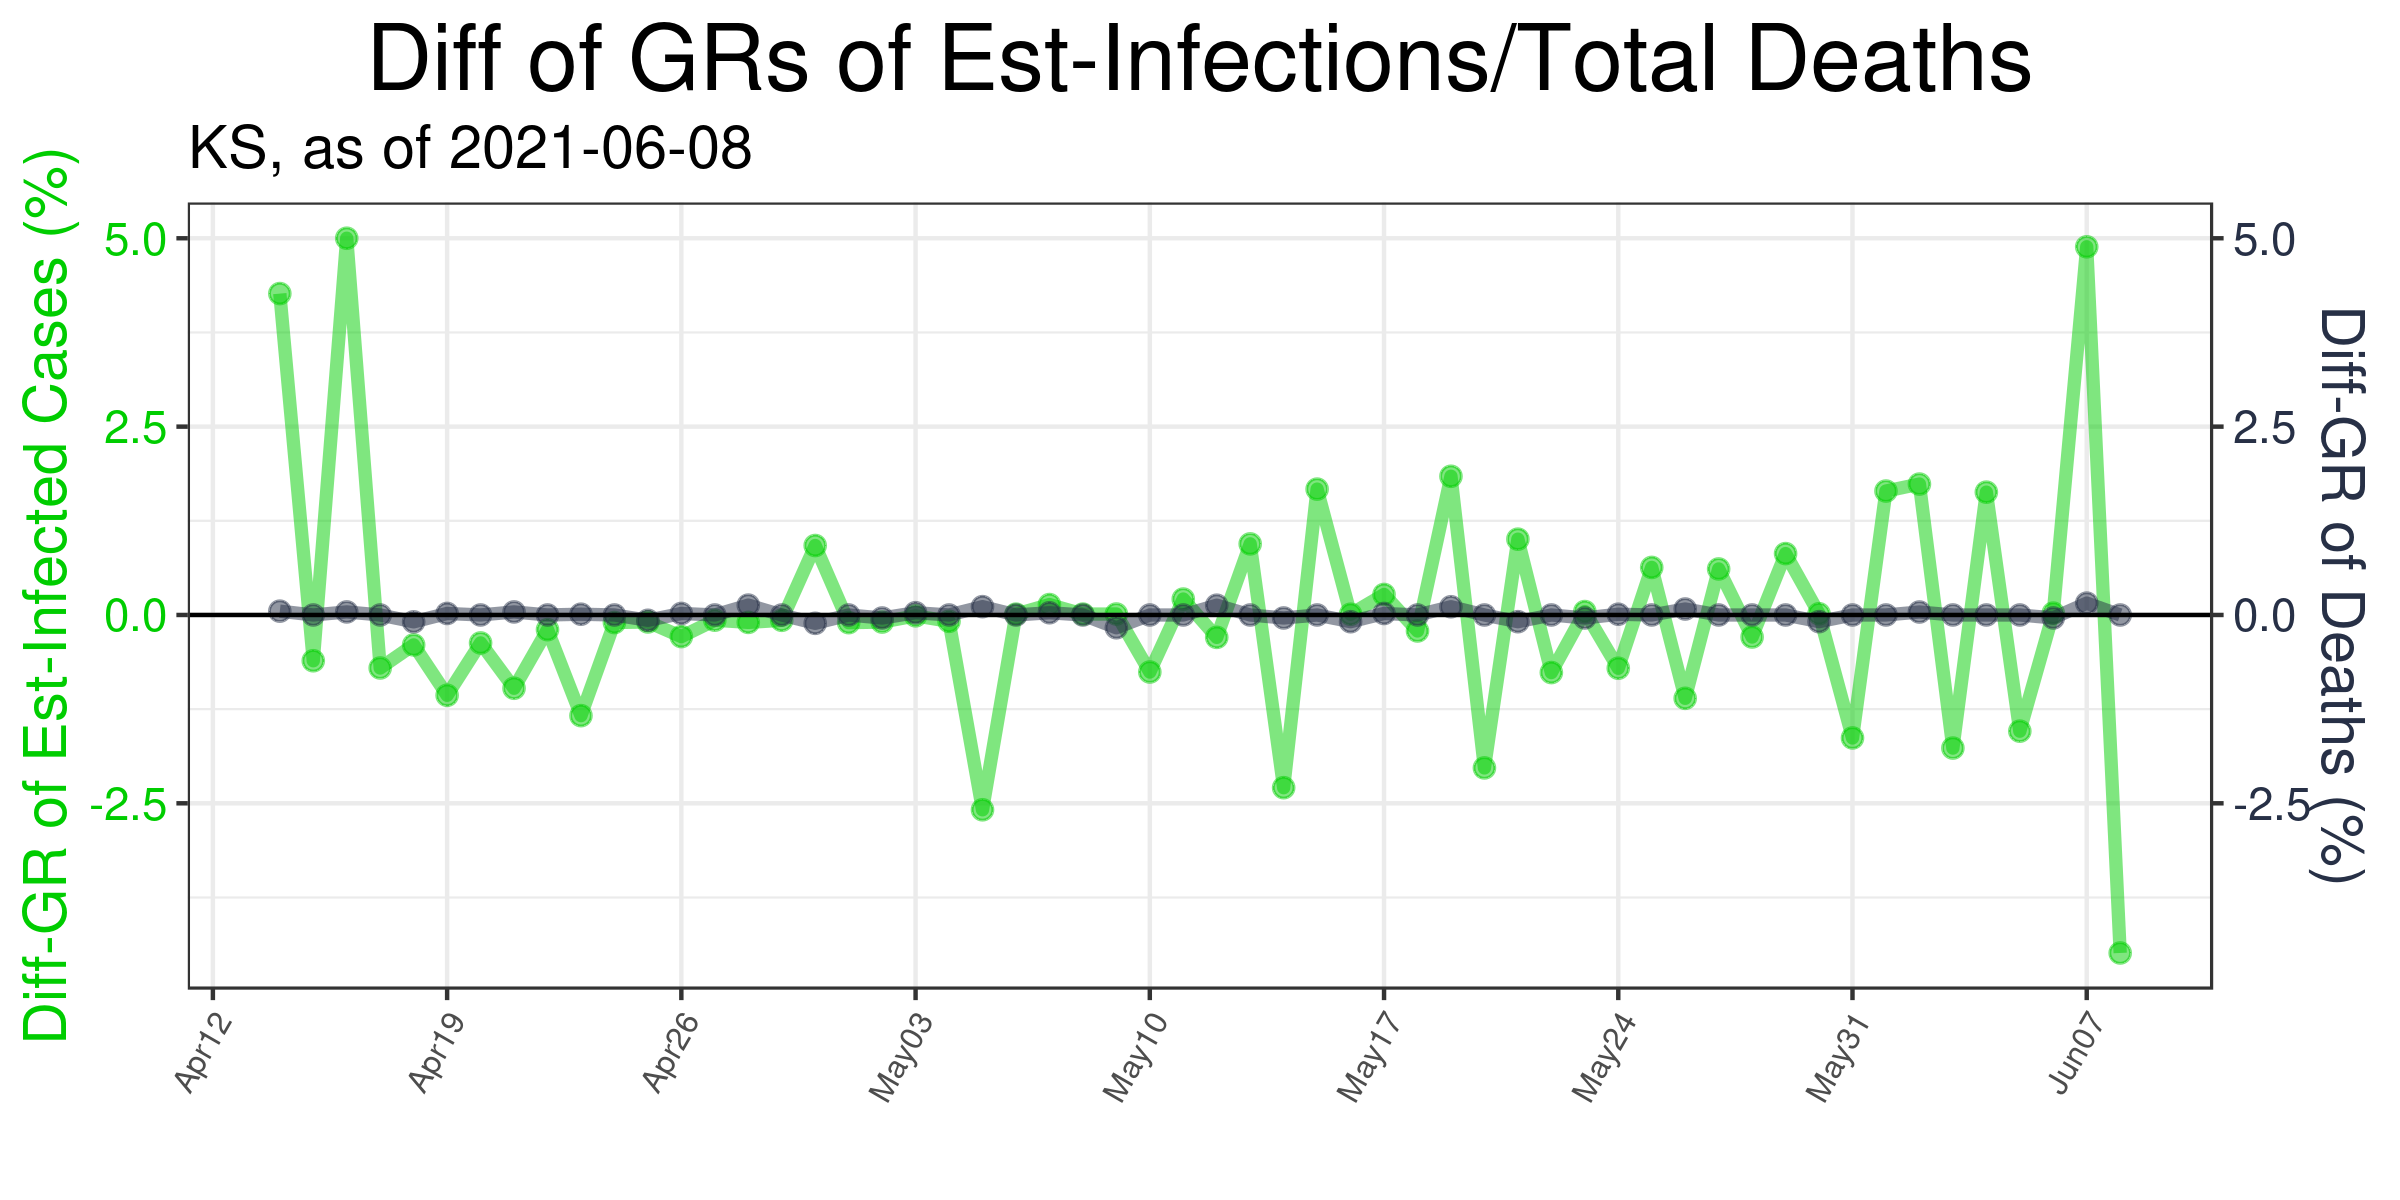 Diff of GRs of Est-Infections/Total Deaths
KS, as of 2021-06-08
Diff-GR of Est-Infected Cases (%)
5.0
2.5
0.0
-2.5
5.0
2.5
0.0
-2.5
Diff-GR of Deaths (%)
Apr12
Apr19
Apr26
May03
May10
May17
May24
May31
Jun07